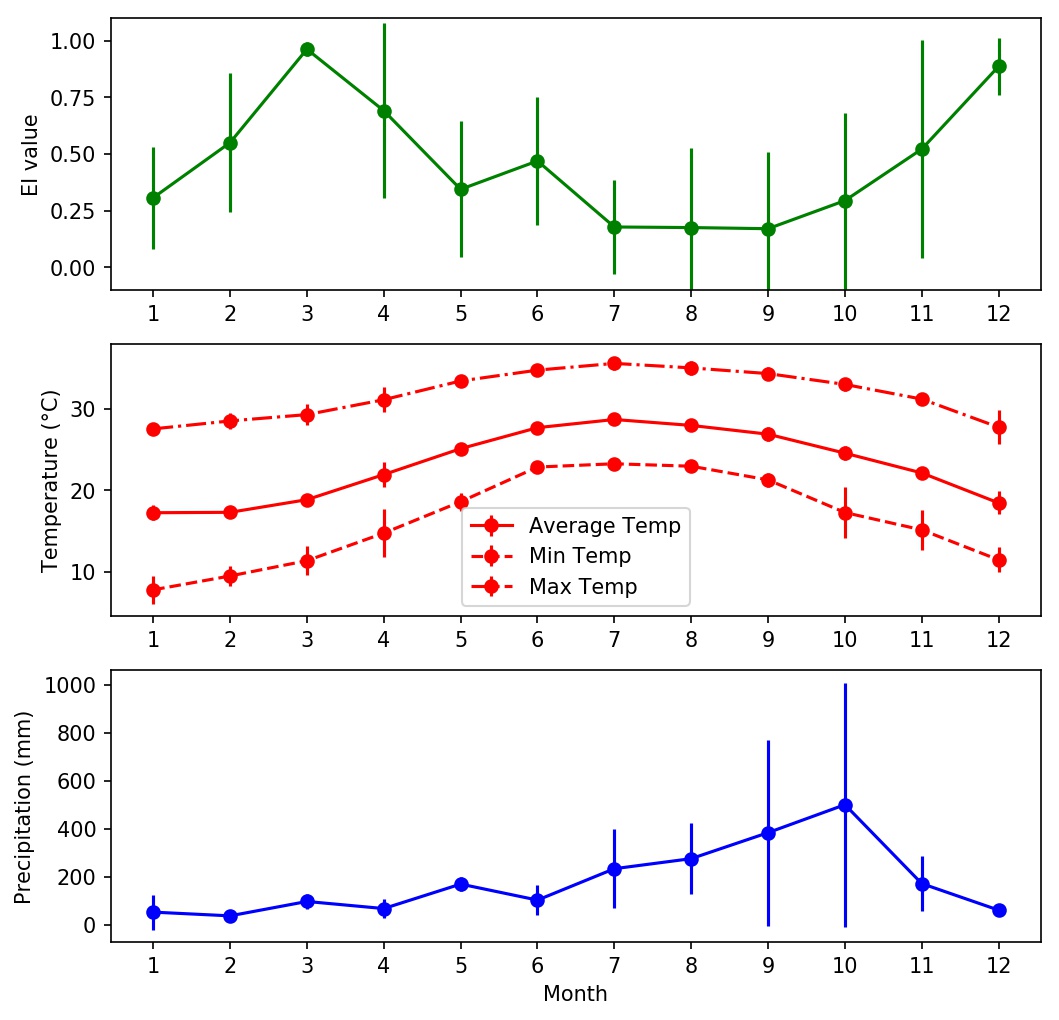 1.00
0.75
0.50
0.25
0.00
EI value
1 2 3 4 5 6 7 8 9 10 11 12
30
20
10
Temperature (°C)
Average Temp
Min Temp
Max Temp
1 2 3 4 5 6 7 8 9 10 11 12
1000
800
600
400
200
0
Precipitation (mm)
1 2 3 4 5 6 7 8 9 10 11 12
Month